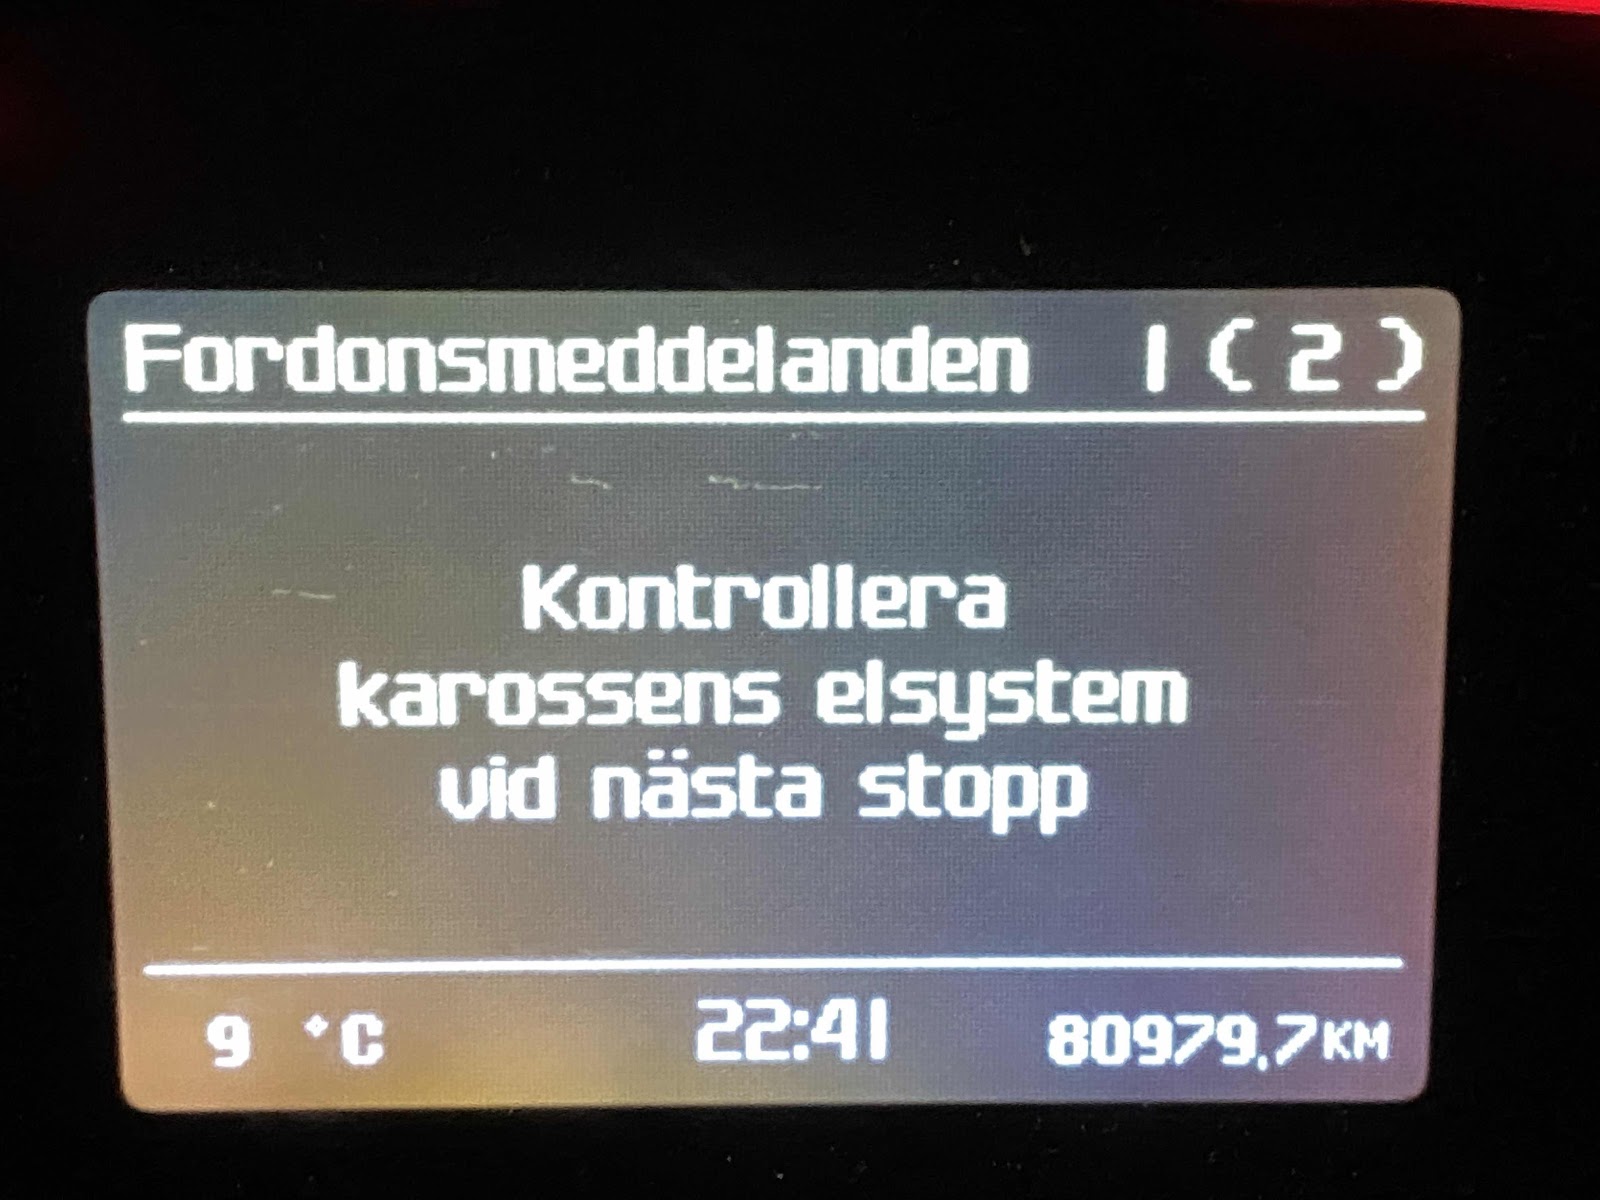 Fordonsmeddelanden 1(2)
Kontrollera
karossens elsystem
vid nästa stopp
9 °C 22:41 80979.7KM